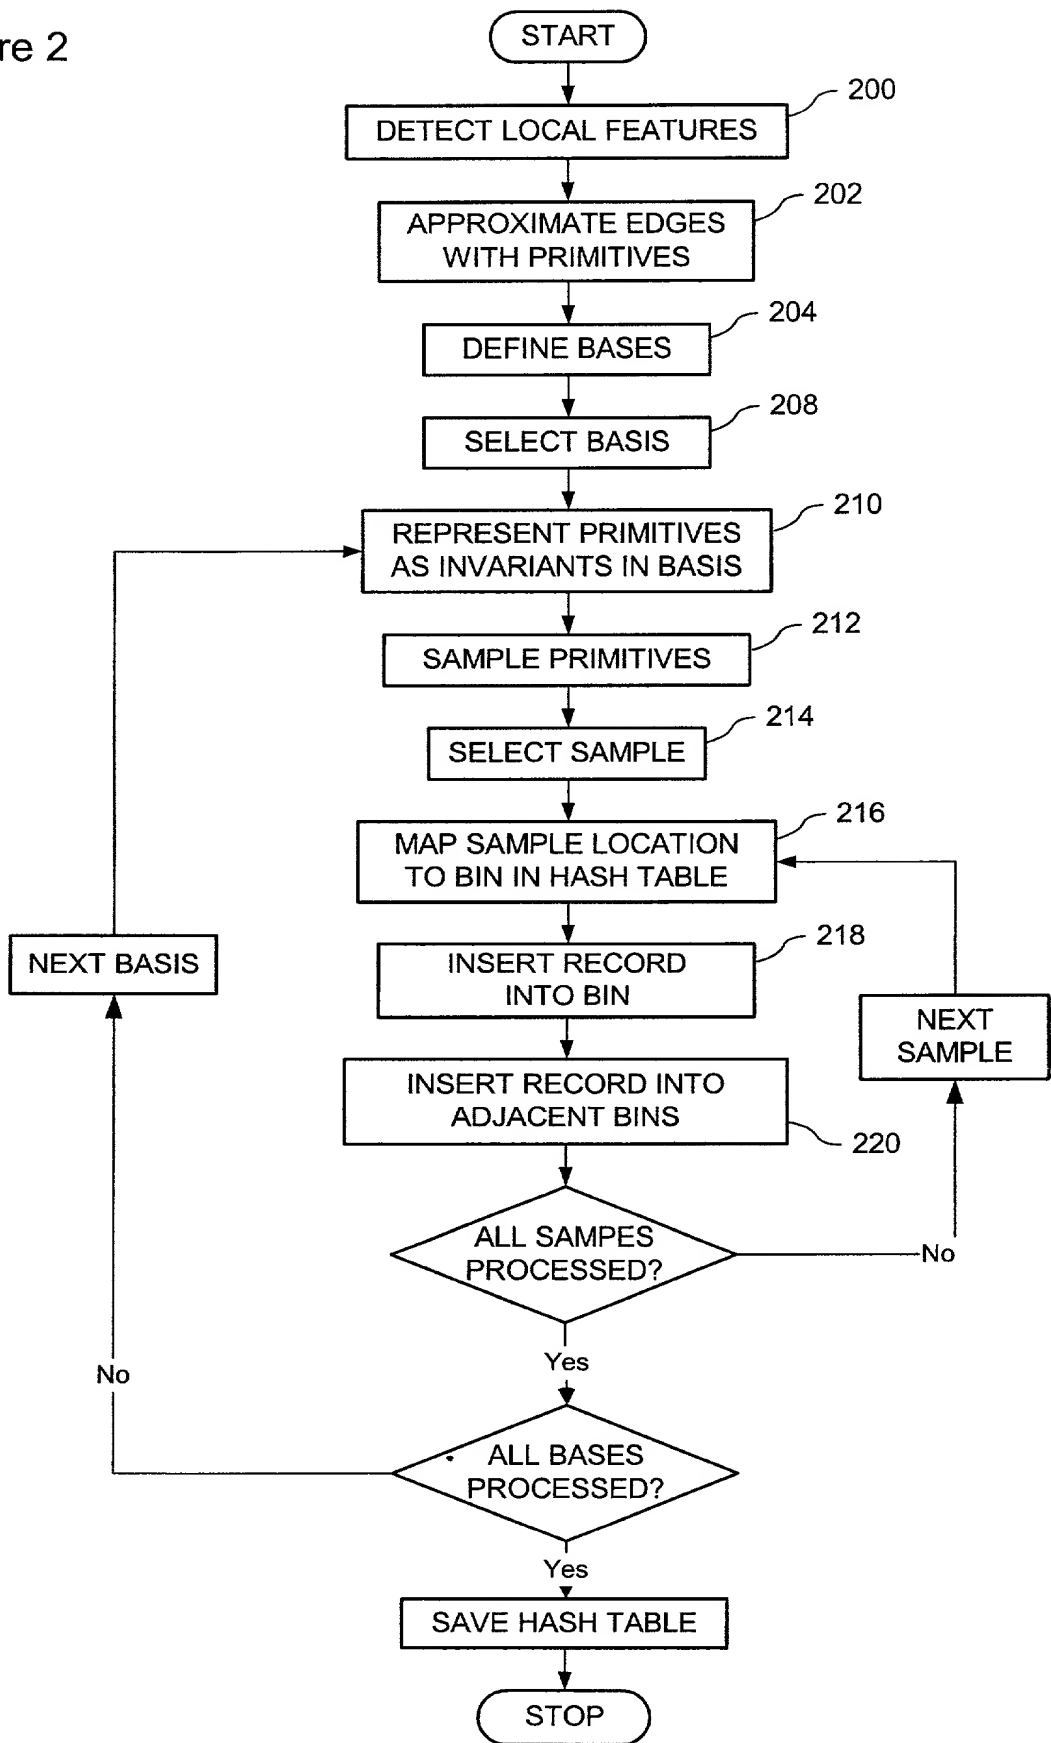 re 2
START
200
DETECT LOCAL FEATURES
202
APPROXIMATE EDGES
WITH PRIMITIVES
204
DEFINE BASES
208
SELECT BASIS
210
REPRESENT PRIMITIVES
AS INVARIANTS IN BASIS
212
SAMPLE PRIMITIVES
214
SELECT SAMPLE
216
MAP SAMPLE LOCATION
TO BIN IN HASH TABLE
218
NEXT BASIS
INSERT RECORD
INTO BIN
NEXT
SAMPLE
INSERT RECORD INTO
ADJACENT BINS
220
ALL SAMPES
PROCESSED?
No
Yes
No
ALL BASES
PROCESSED?
Yes
SAVE HASH TABLE
STOP